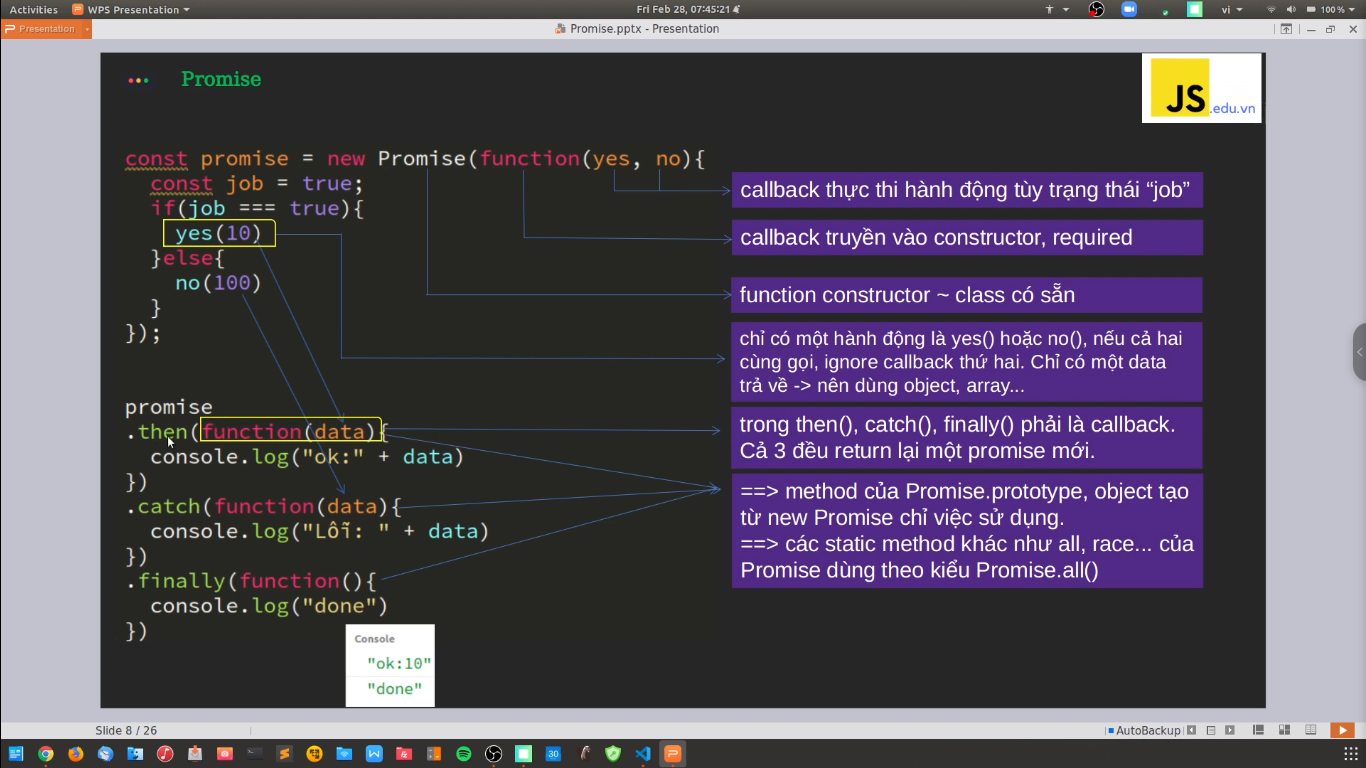 Activities
WPS Presentation
Fri Feb 28, 07:45:21
vi
100 %
Presentation
Promise.pptx - Presentation
Promise
JS
.edu.vn
const promise = new Promise(function(yes, no){
const job = true;
if(job === true){
yes(10)
}else{
no(100)
}
});
promise
.then(function(data){
console.log("ok:" + data)
})
.catch(function(data){
console.log("Lỗi: " + data)
})
.finally(function(){
console.log("done")
})
Console
"ok:10"
"done"
callback thực thi hành động tùy trạng thái “job”
callback truyền vào constructor, required
function constructor ~ class có sẵn
chỉ có một hành động là yes() hoặc no(), nếu cả hai
cùng gọi, ignore callback thứ hai. Chỉ có một data
trả về -> nên dùng object, array...
trong then(), catch(), finally() phải là callback.
Cả 3 đều return lại một promise mới.
==> method của Promise.prototype, object tạo
từ new Promise chỉ việc sử dụng.
==> các static method khác như all, race... của
Promise dùng theo kiểu Promise.all()
Slide 8 / 26
AutoBackup
30